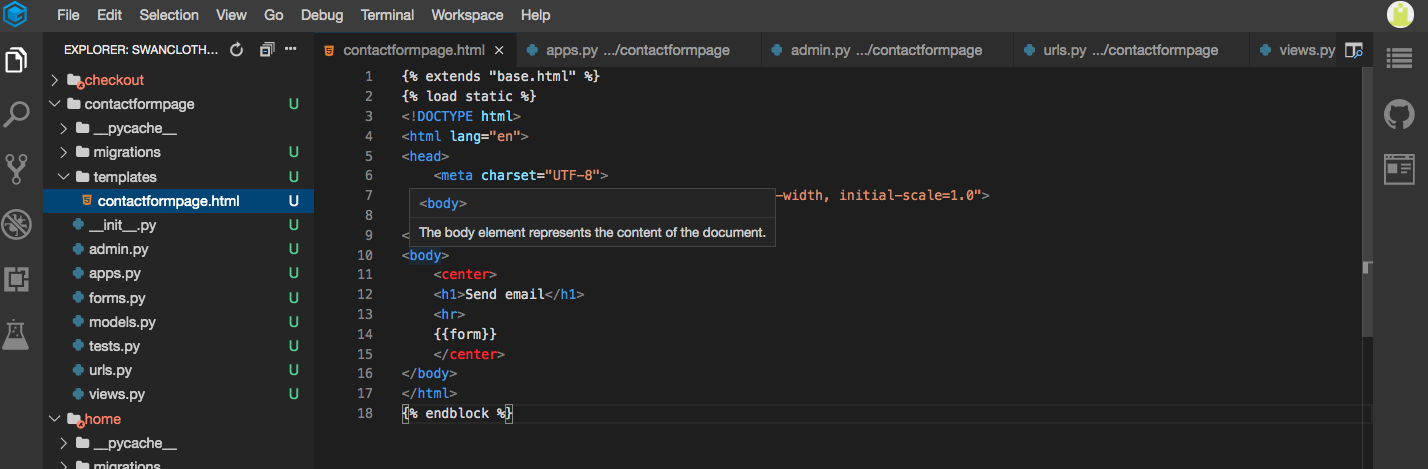 File Edit Selection View Go Debug Terminal Workspace Help
EXPLORER: SWANCLOTH...
contactformpage.html
apps.py .../contactformpage
admin.py .../contactformpage
urls.py .../contactformpage
views.py
checkout
contactformpage U
__pycache__
migrations U
templates U
contactformpage.html U
__init__.py U
admin.py U
apps.py U
forms.py U
models.py U
tests.py U
urls.py U
views.py U
home
__pycache__
migrations
1 {% extends "base.html" %}
2 {% load static %}
3 <!DOCTYPE html>
4 <html lang="en">
5 <head>
6 <meta charset="UTF-8">
7 -width, initial-scale=1.0">
8
9 <
<body>
The body element represents the content of the document.
10 <body>
11 <center>
12 <h1>Send email</h1>
13 <hr>
14 {{form}}
15 </center>
16 </body>
17 </html>
18 {% endblock %}